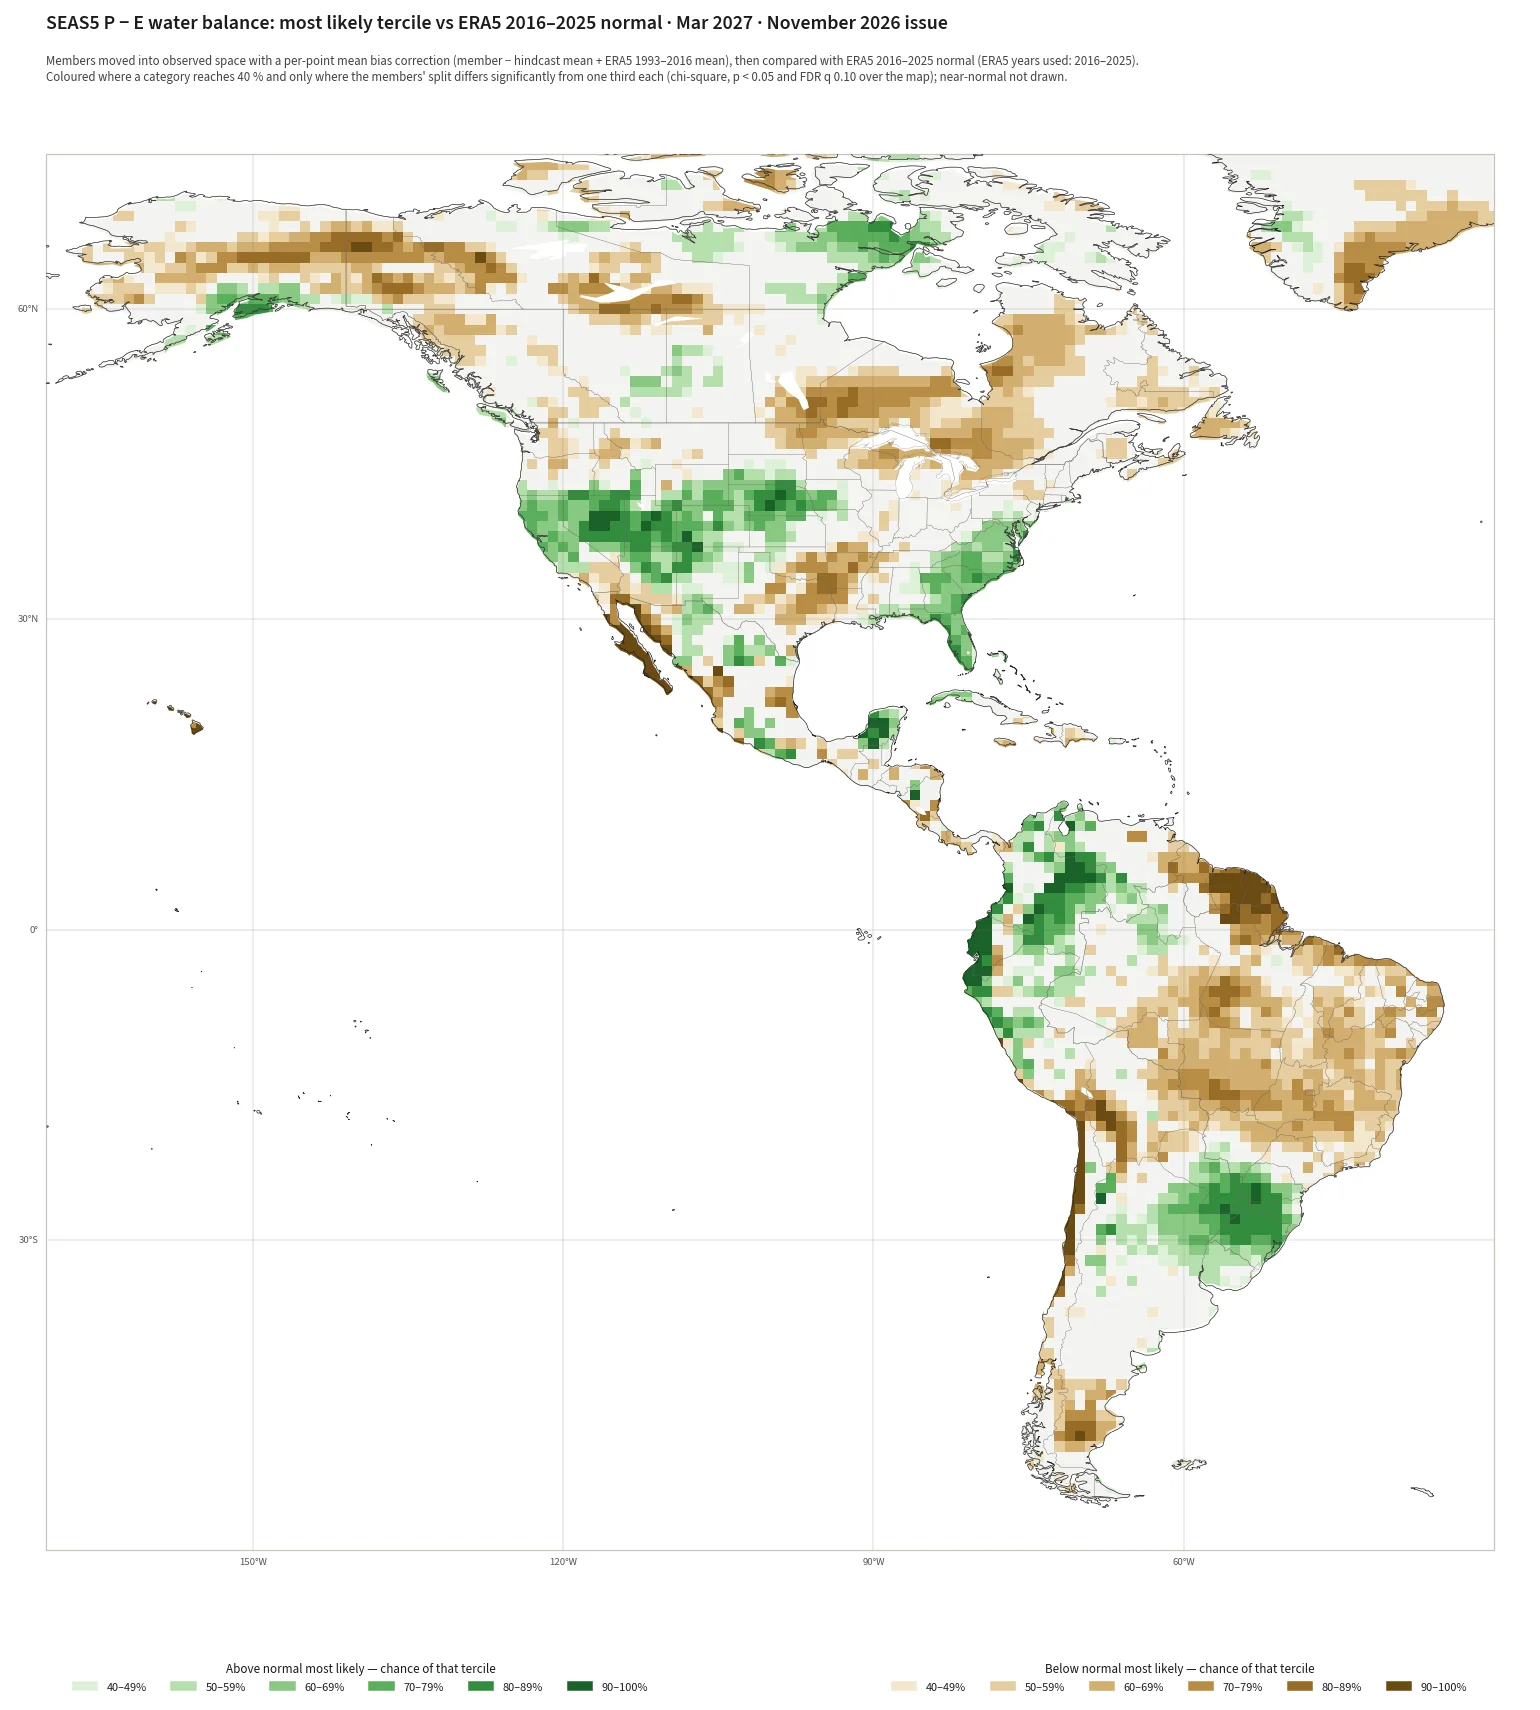 SEAS5 P − E water balance: most likely tercile vs ERA5 2016–2025 normal · Mar 2027 · November 2026 issue
Members moved into observed space with a per-point mean bias correction (member − hindcast mean + ERA5 1993–2016 mean), then compared with ERA5 2016–2025 normal (ERA5 years used: 2016–2025).
Coloured where a category reaches 40 % and only where the members' split differs significantly from one third each (chi-square, p < 0.05 and FDR q 0.10 over the map); near-normal not drawn.
60°N
30°N
0°
30°S
150°W 120°W 90°W 60°W
Above normal most likely — chance of that tercile
40–49% 50–59% 60–69% 70–79% 80–89% 90–100%
Below normal most likely — chance of that tercile
40–49% 50–59% 60–69% 70–79% 80–89% 90–100%